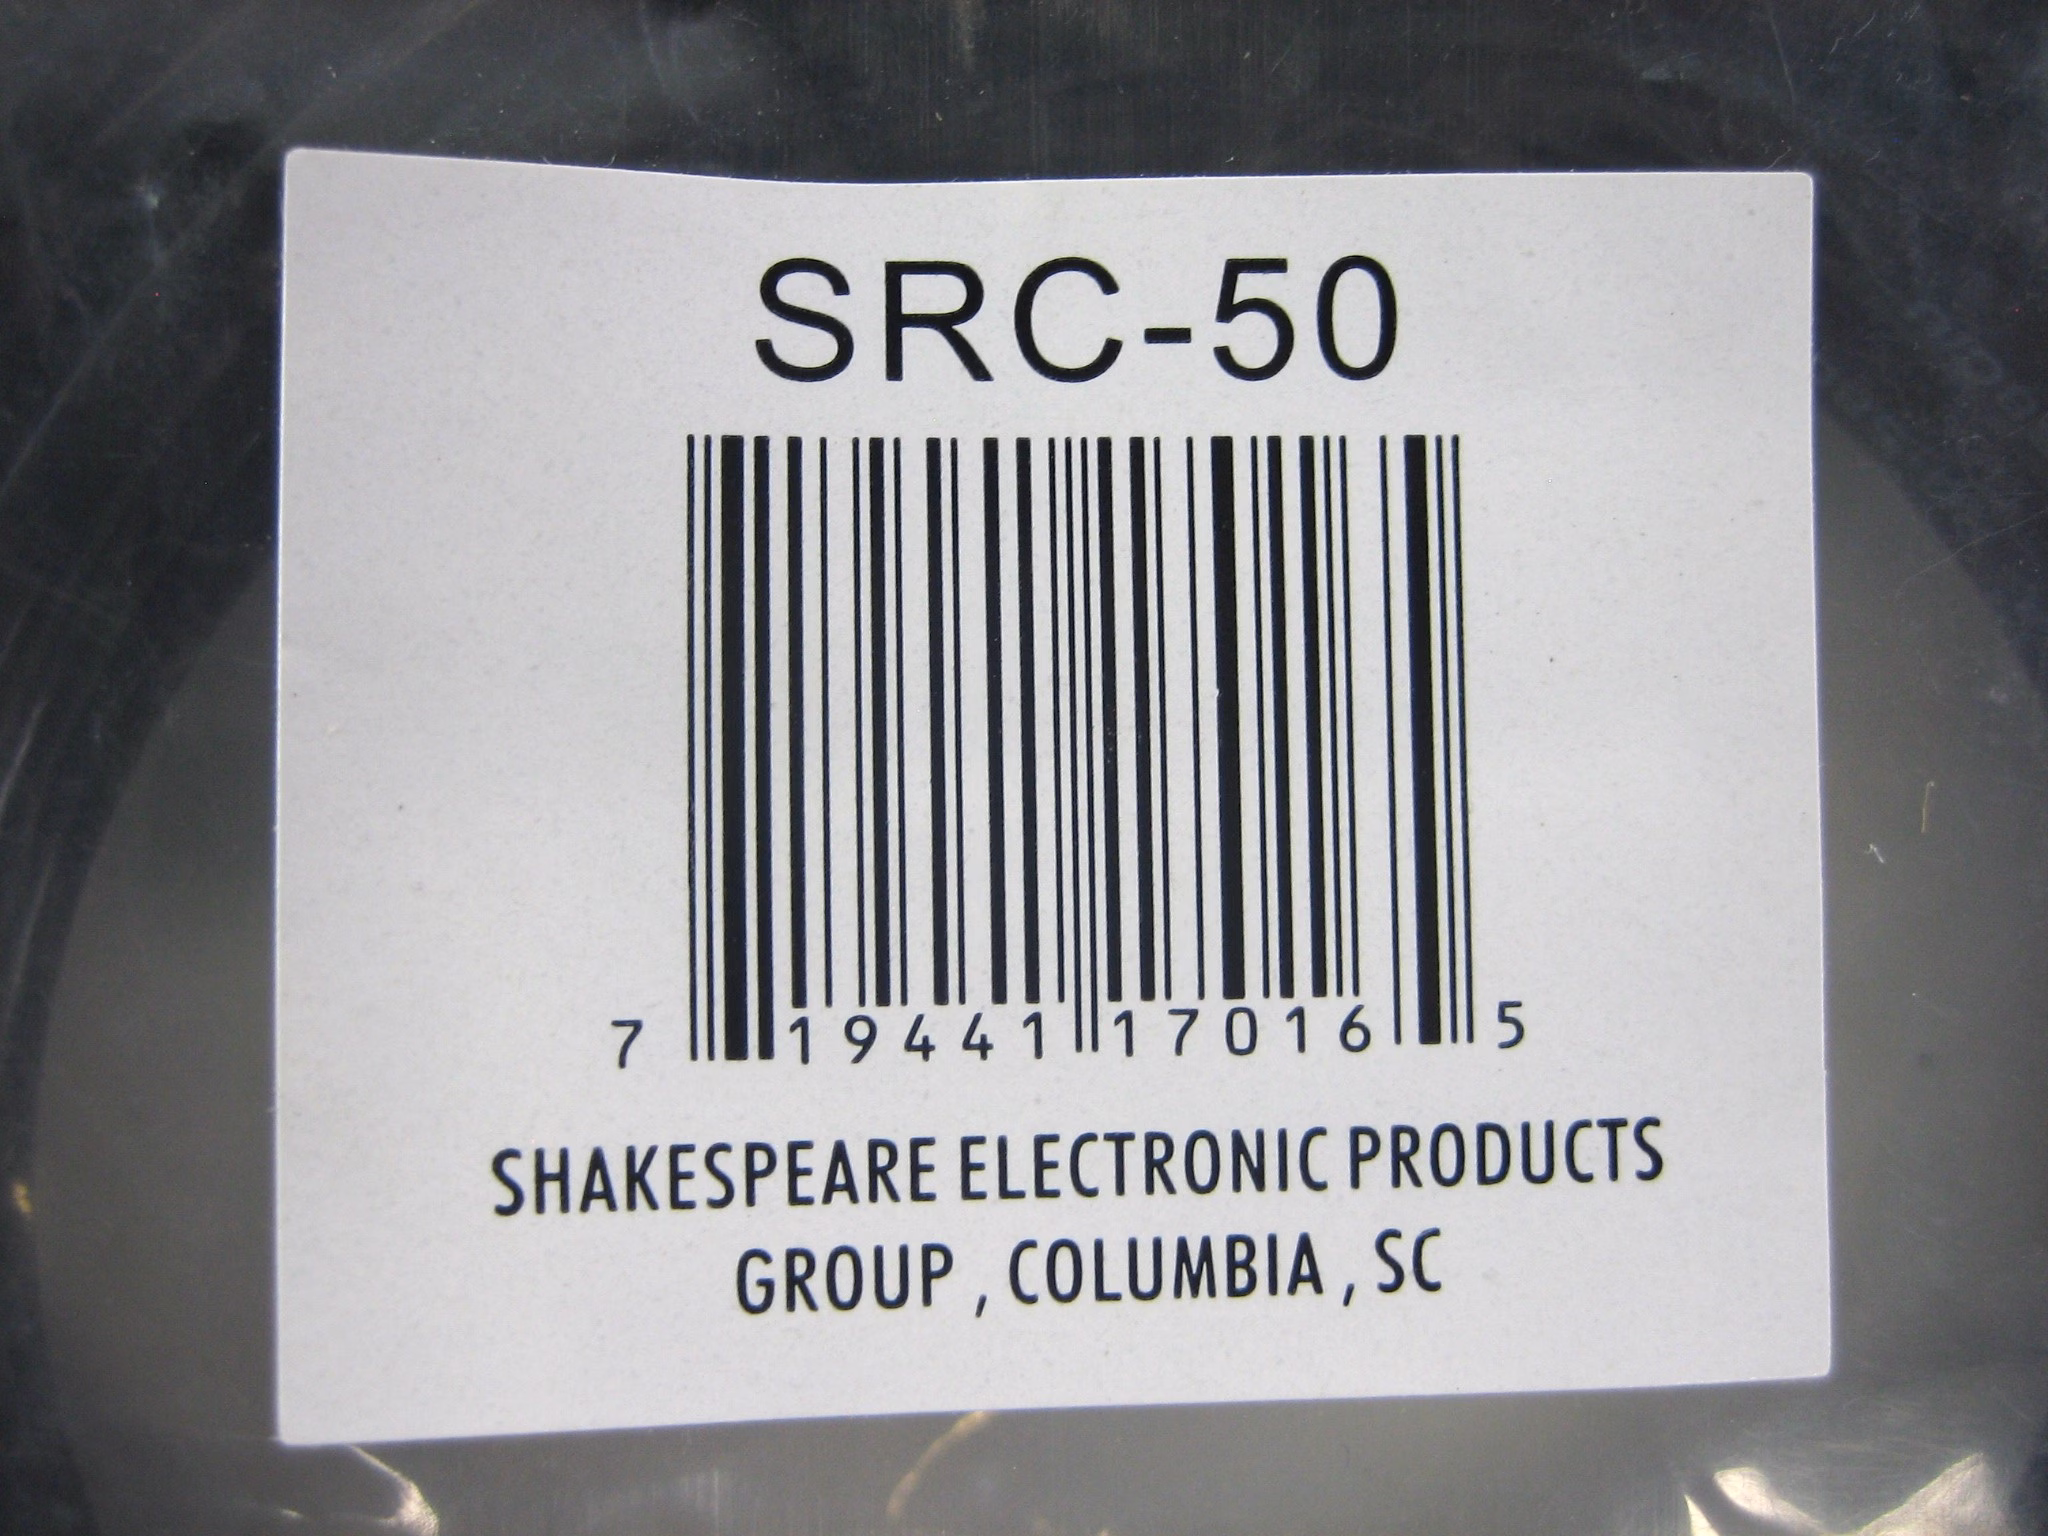 SRC-50
7 19441 17016 5
SHAKESPEARE ELECTRONIC PRODUCTS
GROUP , COLUMBIA , SC